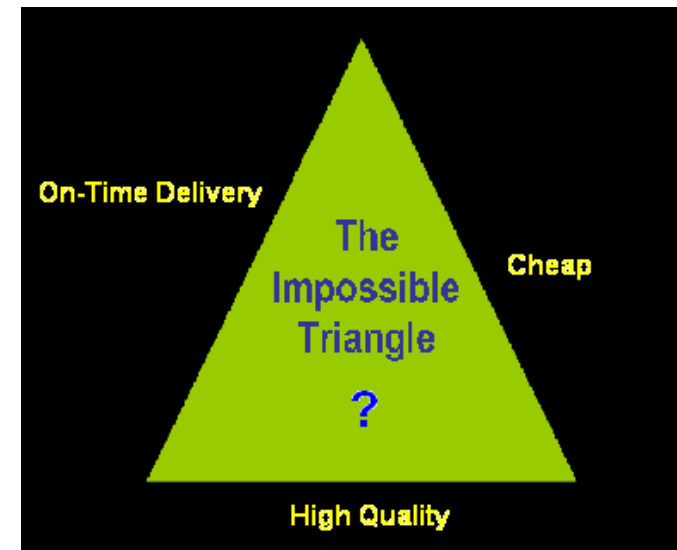 On-Time Delivery
The
Impossible
Triangle
?
Cheap
High Quality